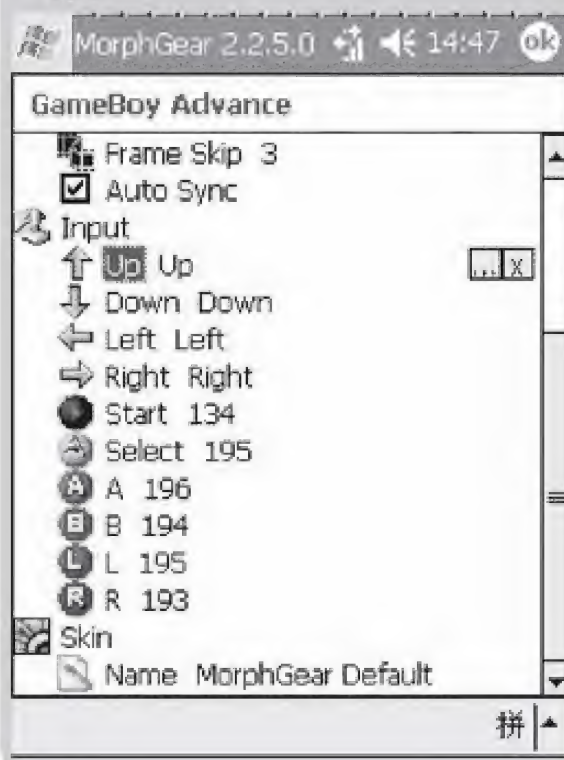 MorphGear 2.2.5.0 14:47 ok
GameBoy Advance
Frame Skip 3
Auto Sync
Input
Up Up ... X
Down Down
Left Left
Right Right
Start 134
Select 195
A A 196
B B 194
L L 195
R R 193
Skin
Name MorphGear Default
拼